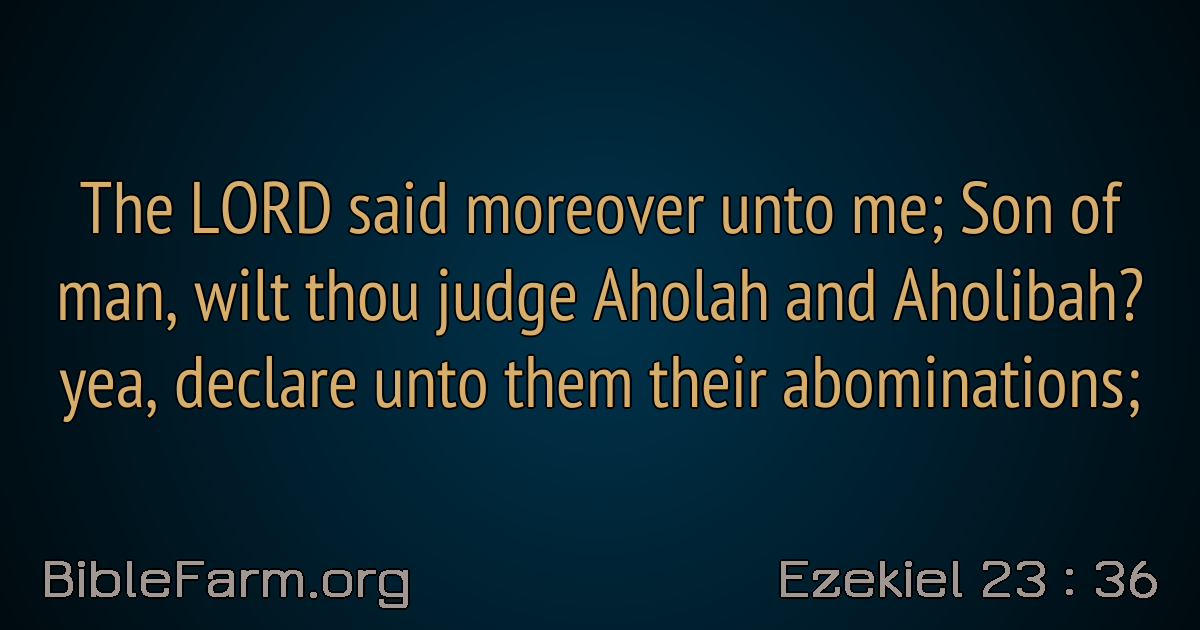 The LORD said moreover unto me; Son of
man, wilt thou judge Aholah and Aholibah?
yea, declare unto them their abominations;
BibleFarm.org
Ezekiel 23 : 36